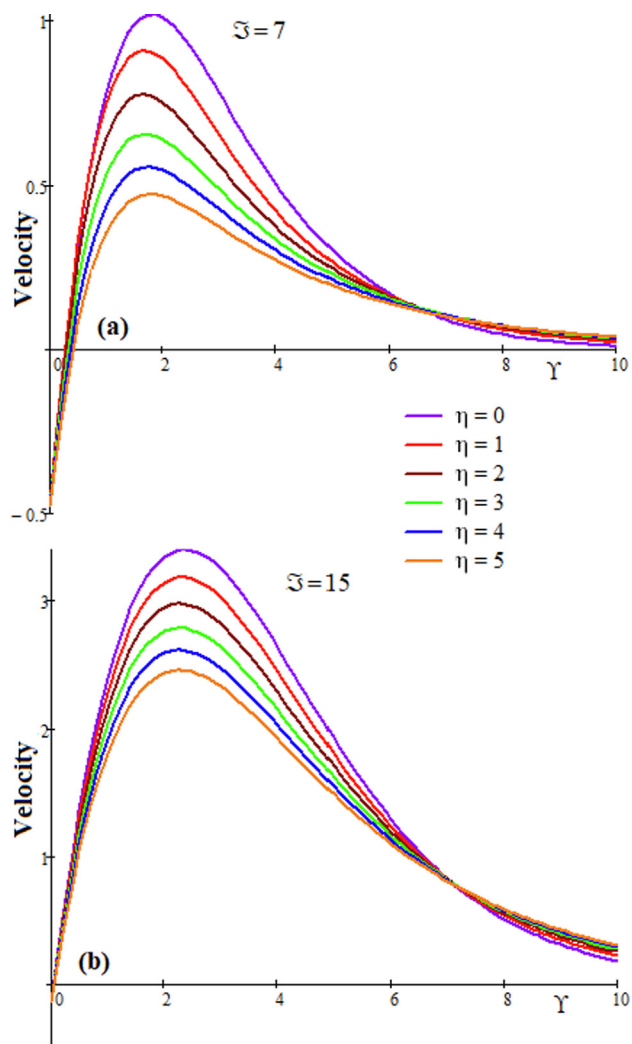 1
ℑ = 7
0.5
Velocity
(a)
0 2 4 6 8 10
ϒ
– 0.5
η = 0
η = 1
η = 2
η = 3
η = 4
η = 5
3
ℑ = 15
2
Velocity
1
(b)
0 2 4 6 8 10
ϒ